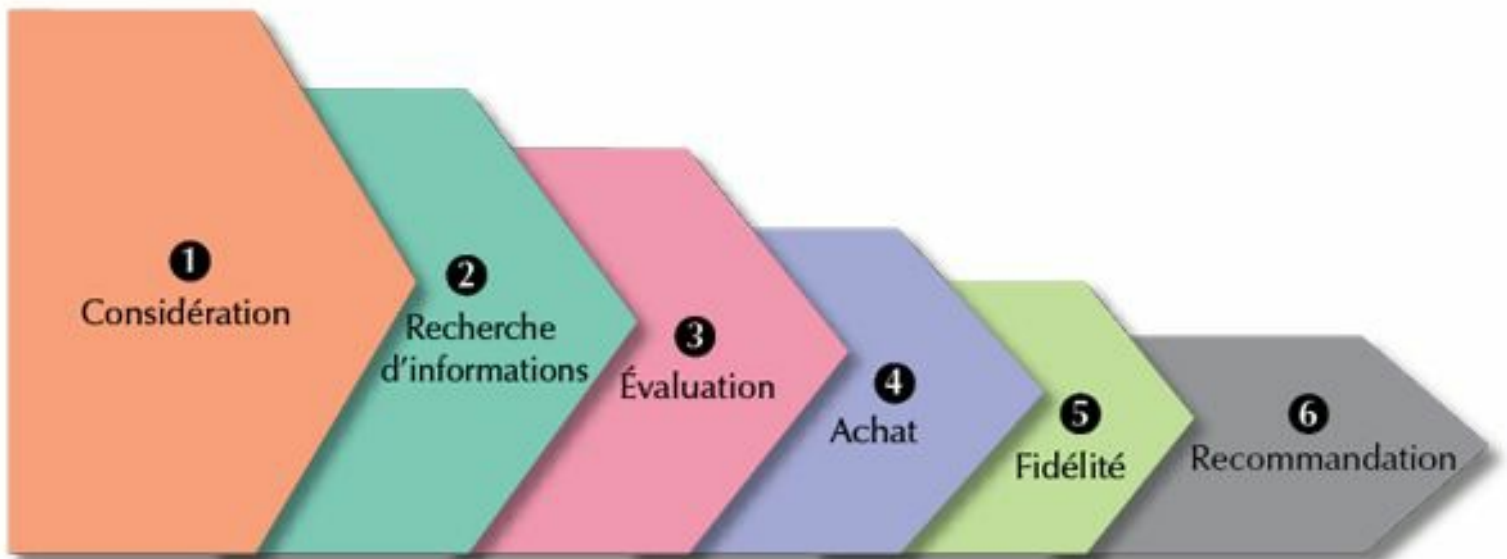 1
Considération
2
Recherche
d'informations
3
Évaluation
4
Achat
5
Fidélité
6
Recommandation